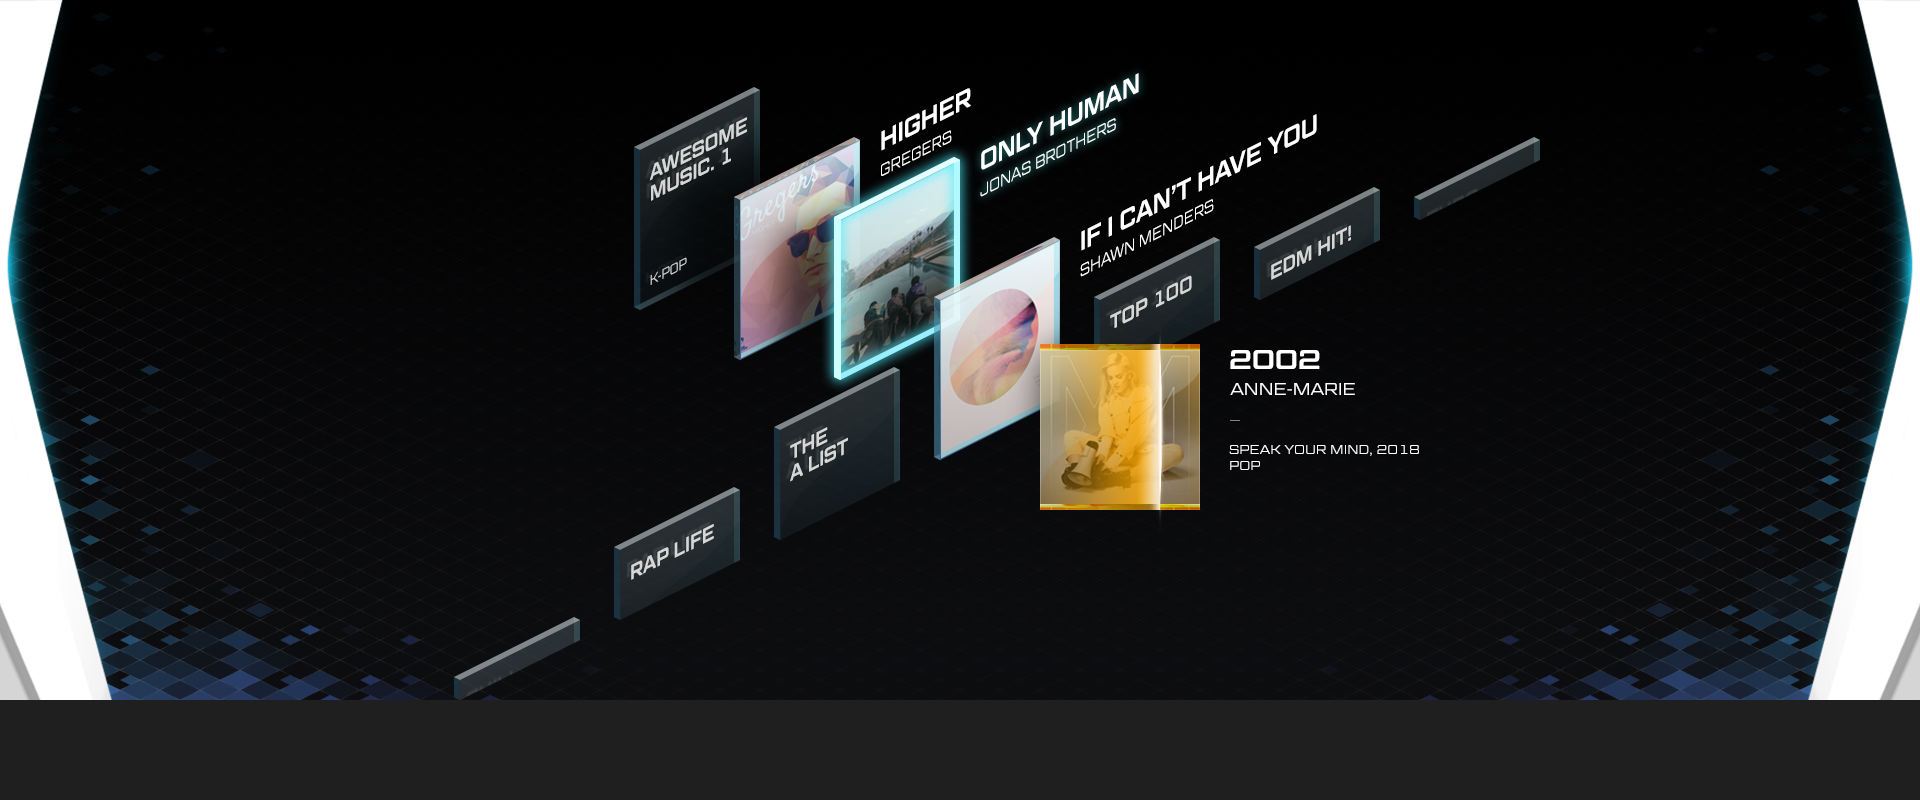 AWESOME
MUSIC. 1
K-POP
Gregers
HIGHER
GREGERS
ONLY HUMAN
JONAS BROTHERS
IF I CAN'T HAVE YOU
SHAWN MENDERS
TOP 100
EDM HIT!
2002
ANNE-MARIE
—
SPEAK YOUR MIND, 2018
POP
THE
A LIST
RAP LIFE